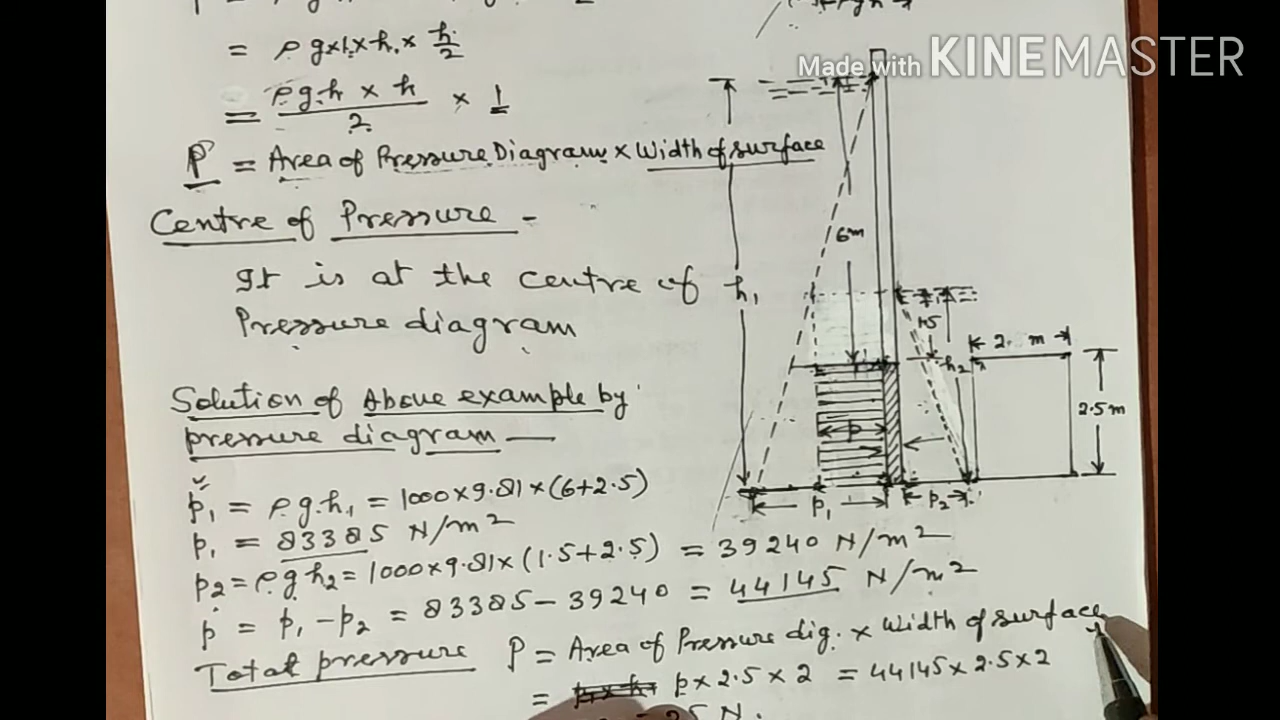 Made with KINEMASTER
= ρg×1×h × h/2
= ρg.h × h / 2 × 1
P = Area of Pressure Diagram × Width of surface
Centre of Pressure -
It is at the centre of
Pressure diagram
Solution of Above example by
pressure diagram —
p₁ = ρ.g.h₁ = 1000×9.81×(6+2.5)
p₁ = 83385 N/m²
p₂ = ρg h₂ = 1000×9.81×(1.5+2.5) = 39240 N/m²
p = p₁ - p₂ = 83385 - 39240 = 44145 N/m²
Total pressure P = Area of Pressure dig. × Width of surface
= p×2.5×2 = 44145×2.5×2
N.
6m
h₁
1.5
h₂
2. m
2.5m
p
p₁
p₂